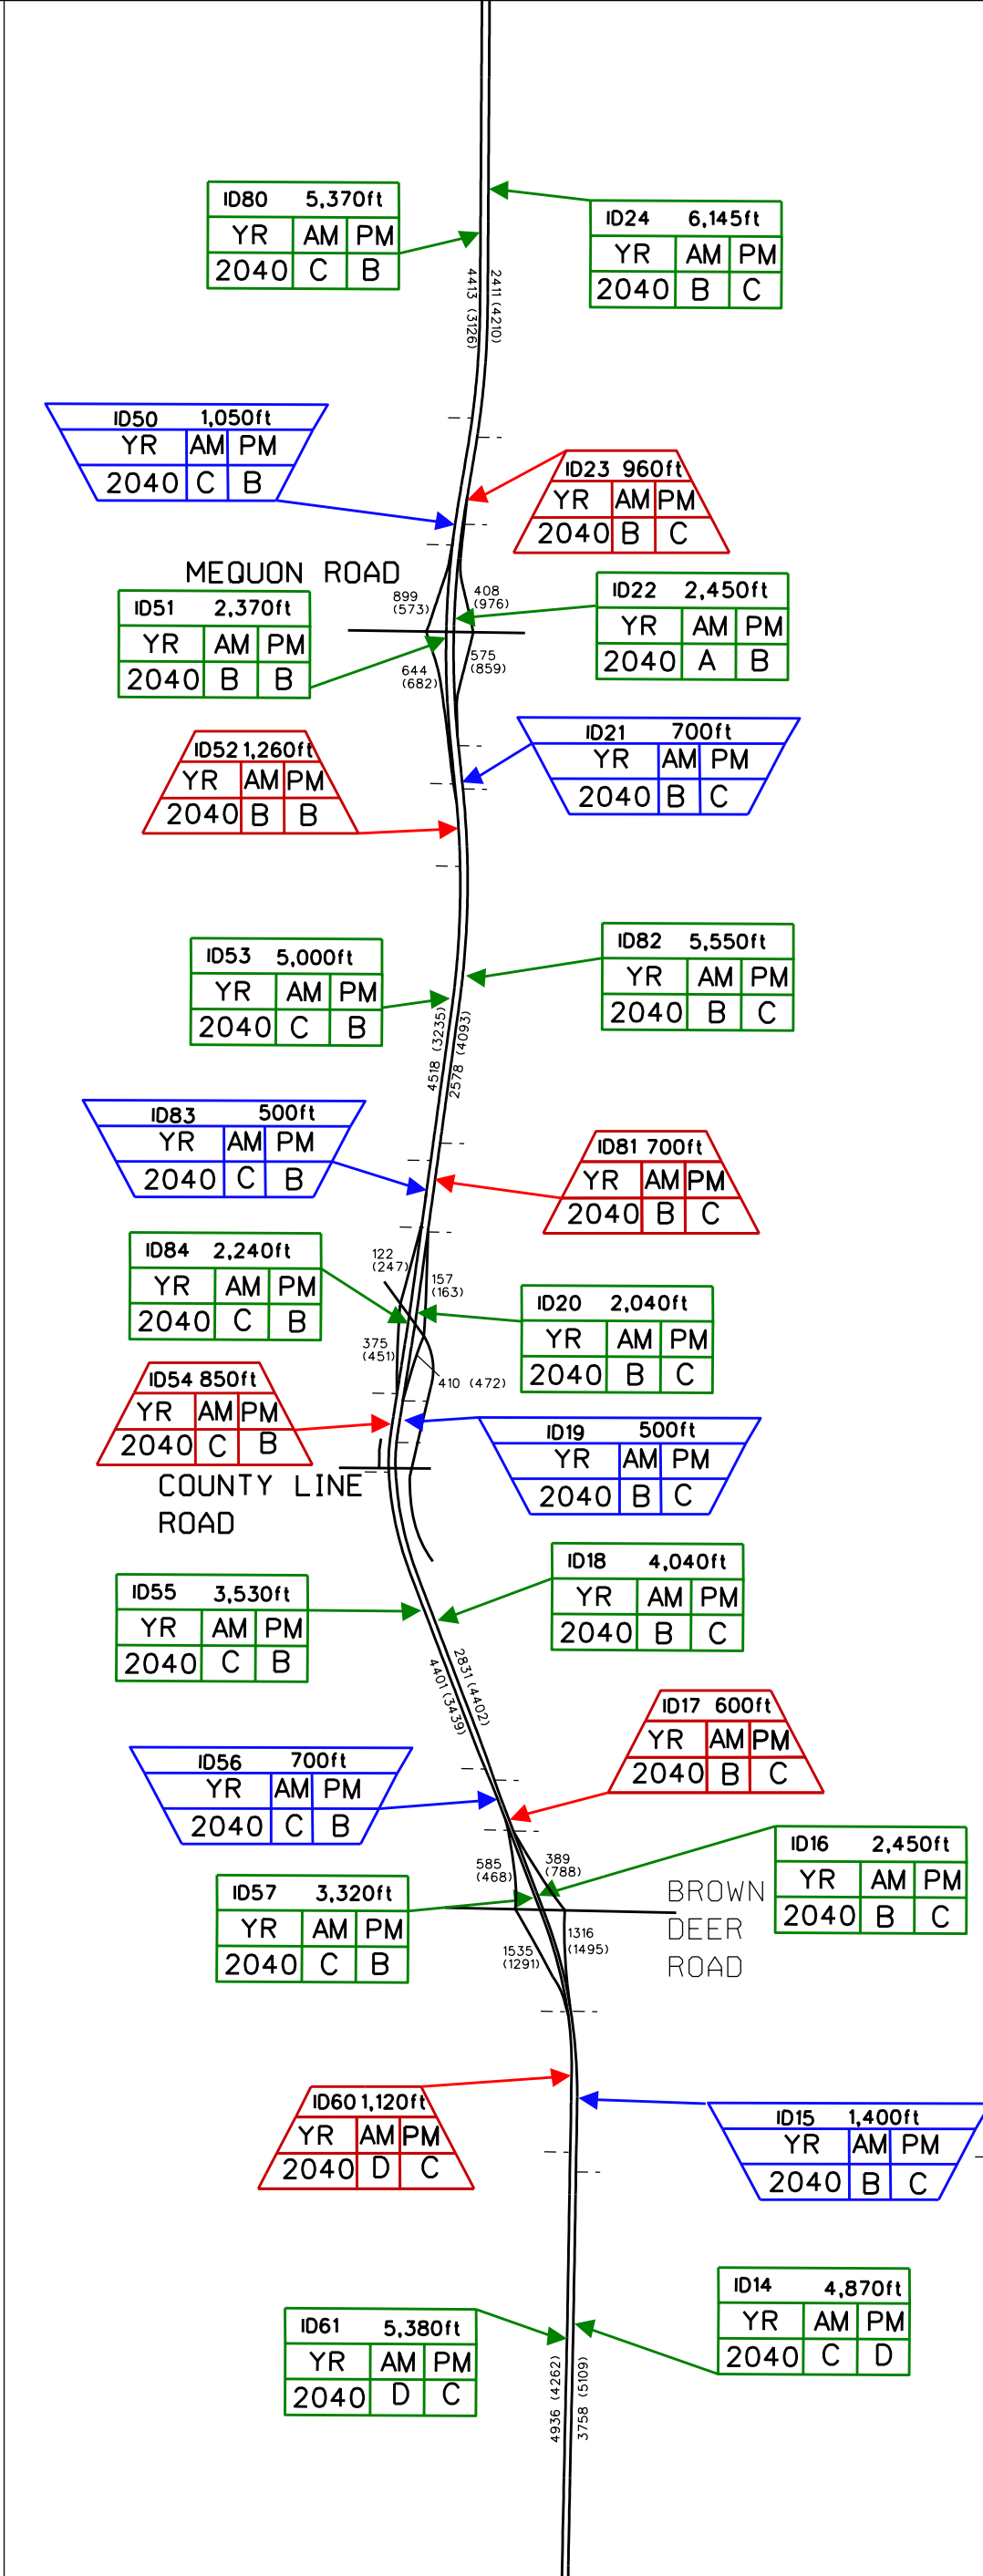 ID80 5,370ft
YR AM PM
2040 C B
ID24 6,145ft
YR AM PM
2040 B C
4413 (3126)
2411 (4210)
ID50 1,050ft
YR AM PM
2040 C B
ID23 960ft
YR AM PM
2040 B C
MEQUON ROAD
899
(573)
408
(976)
ID51 2,370ft
YR AM PM
2040 B B
ID22 2,450ft
YR AM PM
2040 A B
644
(682)
575
(859)
ID52 1,260ft
YR AM PM
2040 B B
ID21 700ft
YR AM PM
2040 B C
ID53 5,000ft
YR AM PM
2040 C B
ID82 5,550ft
YR AM PM
2040 B C
4518 (3235)
2578 (4093)
ID83 500ft
YR AM PM
2040 C B
ID81 700ft
YR AM PM
2040 B C
ID84 2,240ft
YR AM PM
2040 C B
122
(247)
157
(163)
ID20 2,040ft
YR AM PM
2040 B C
375
(451)
410 (472)
ID54 850ft
YR AM PM
2040 C B
ID19 500ft
YR AM PM
2040 B C
COUNTY LINE
ROAD
ID55 3,530ft
YR AM PM
2040 C B
ID18 4,040ft
YR AM PM
2040 B C
4401 (3439)
2831 (4402)
ID17 600ft
YR AM PM
2040 B C
ID56 700ft
YR AM PM
2040 C B
585
(468)
389
(788)
ID16 2,450ft
YR AM PM
2040 B C
ID57 3,320ft
YR AM PM
2040 C B
BROWN
DEER
ROAD
1535
(1291)
1316
(1495)
ID60 1,120ft
YR AM PM
2040 D C
ID15 1,400ft
YR AM PM
2040 B C
ID14 4,870ft
YR AM PM
2040 C D
ID61 5,380ft
YR AM PM
2040 D C
4936 (4262)
3758 (5109)